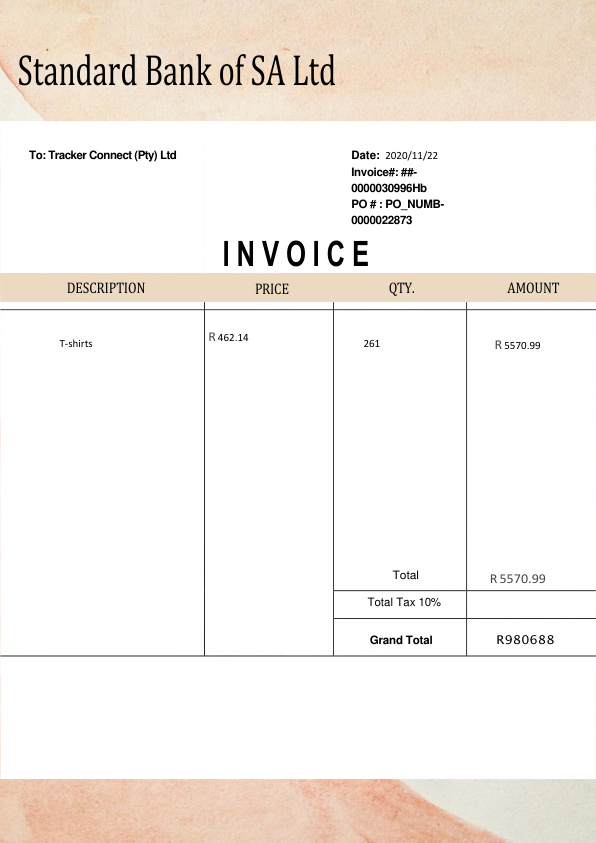 Standard Bank of SA Ltd
To: Tracker Connect (Pty) Ltd
Date: 2020/11/22
Invoice#: ##-
0000030996Hb
PO # : PO_NUMB-
0000022873
INVOICE
DESCRIPTION PRICE QTY. AMOUNT
T-shirts R 462.14 261 R 5570.99
Total R 5570.99
Total Tax 10%
Grand Total R980688